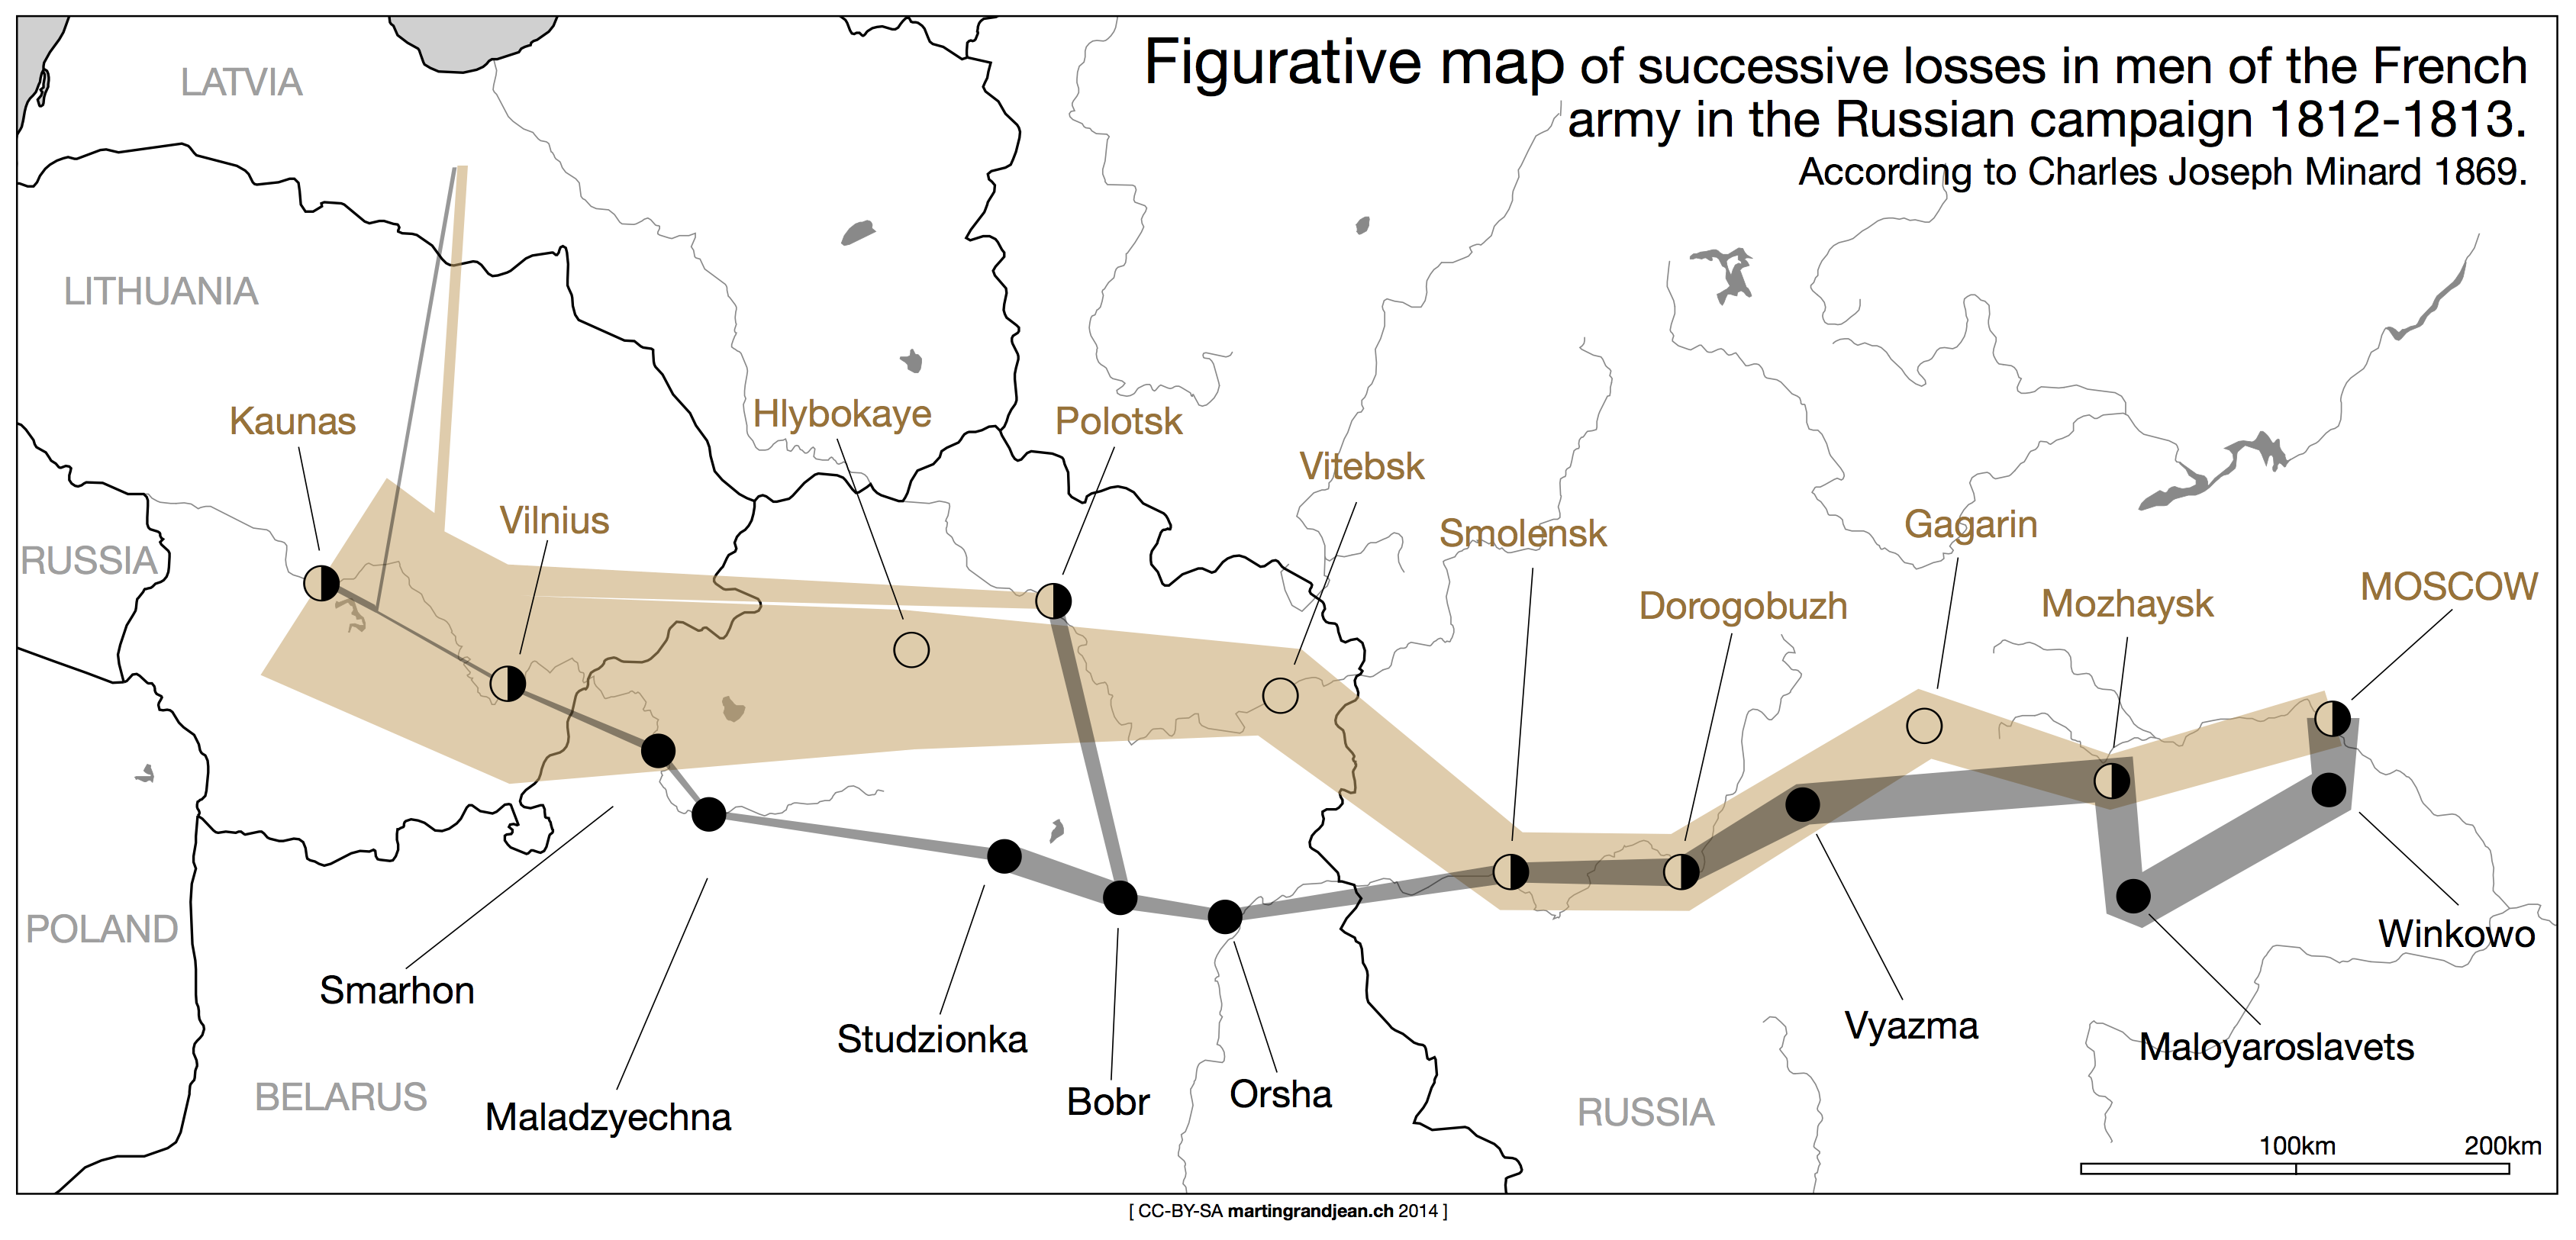 Figurative map of successive losses in men of the French
army in the Russian campaign 1812-1813.
According to Charles Joseph Minard 1869.
LATVIA
LITHUANIA
Kaunas
Hlybokaye
Polotsk
Vitebsk
Vilnius
Smolensk
Gagarin
RUSSIA
Dorogobuzh
Mozhaysk
MOSCOW
POLAND
Winkowo
Smarhon
Studzionka
Vyazma
Maloyaroslavets
BELARUS
Maladzyechna
Bobr
Orsha
RUSSIA
100km
200km
[ CC-BY-SA martingrandjean.ch 2014 ]